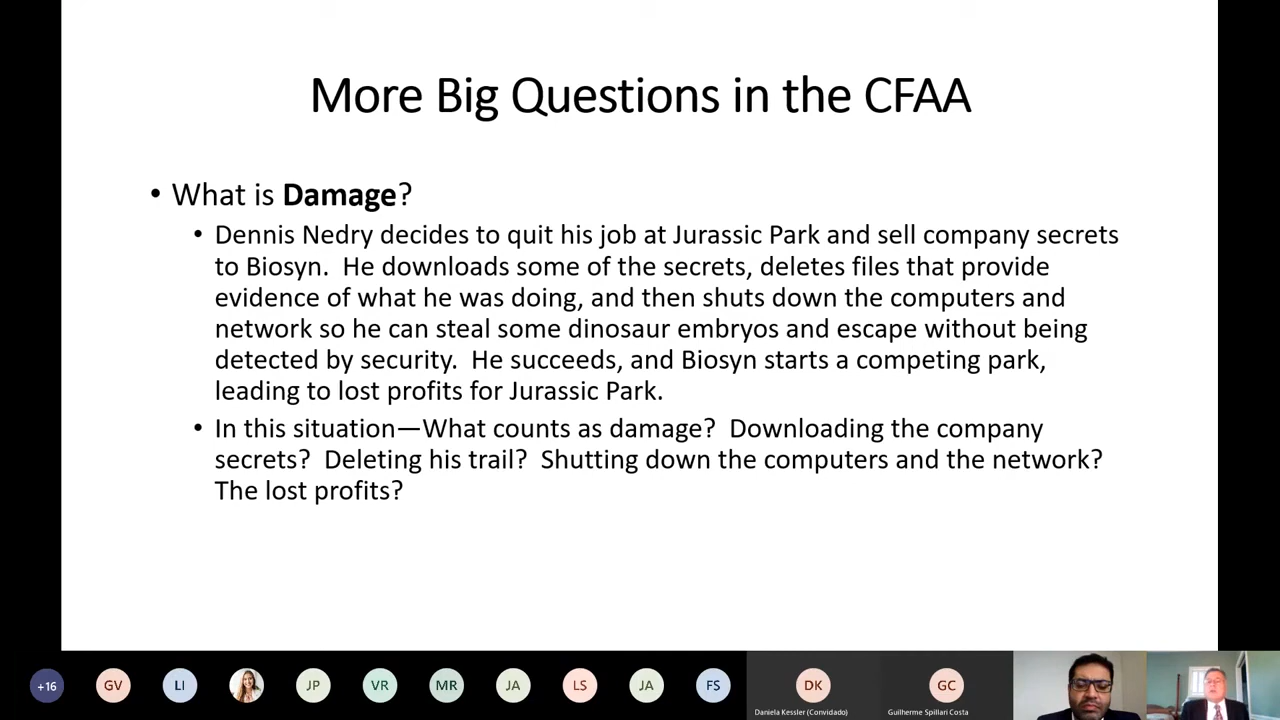 More Big Questions in the CFAA
• What is Damage?
• Dennis Nedry decides to quit his job at Jurassic Park and sell company secrets
to Biosyn.  He downloads some of the secrets, deletes files that provide
evidence of what he was doing, and then shuts down the computers and
network so he can steal some dinosaur embryos and escape without being
detected by security.  He succeeds, and Biosyn starts a competing park,
leading to lost profits for Jurassic Park.
• In this situation—What counts as damage?  Downloading the company
secrets?  Deleting his trail?  Shutting down the computers and the network?
The lost profits?
+16 GV LI JP VR MR JA LS JA FS DK GC
Daniela Kessler (Convidado) Guilherme Spillari Costa